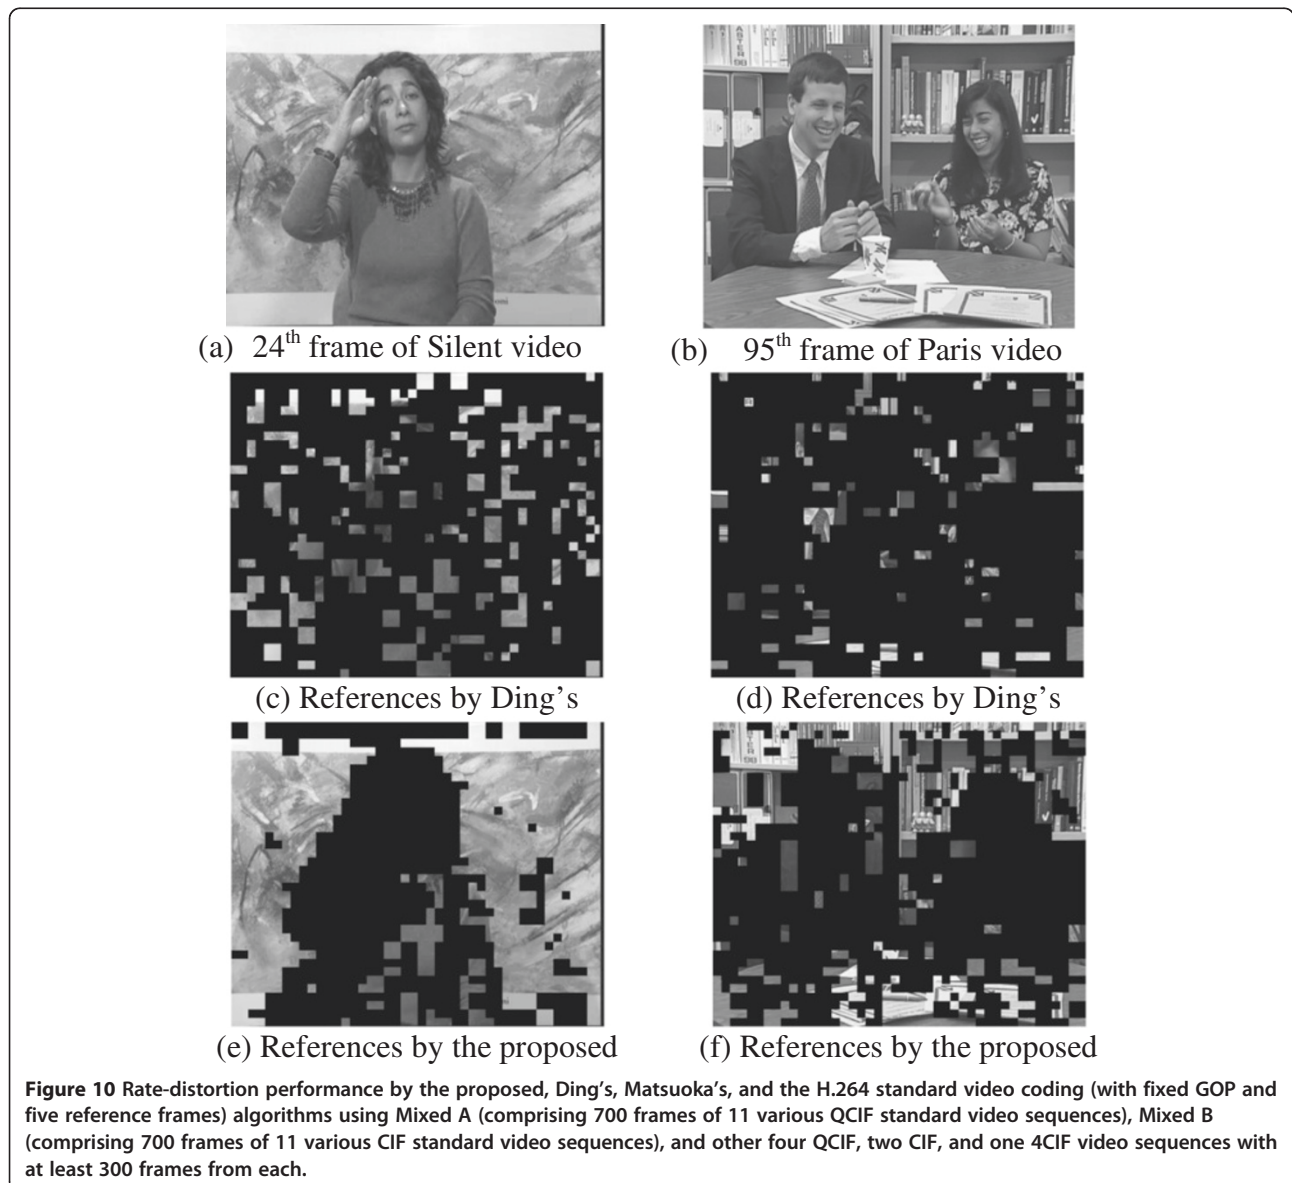 (a) 24th frame of Silent video
(b) 95th frame of Paris video
(c) References by Ding's
(d) References by Ding's
(e) References by the proposed
(f) References by the proposed
Figure 10 Rate-distortion performance by the proposed, Ding's, Matsuoka's, and the H.264 standard video coding (with fixed GOP and
five reference frames) algorithms using Mixed A (comprising 700 frames of 11 various QCIF standard video sequences), Mixed B
(comprising 700 frames of 11 various CIF standard video sequences), and other four QCIF, two CIF, and one 4CIF video sequences with
at least 300 frames from each.